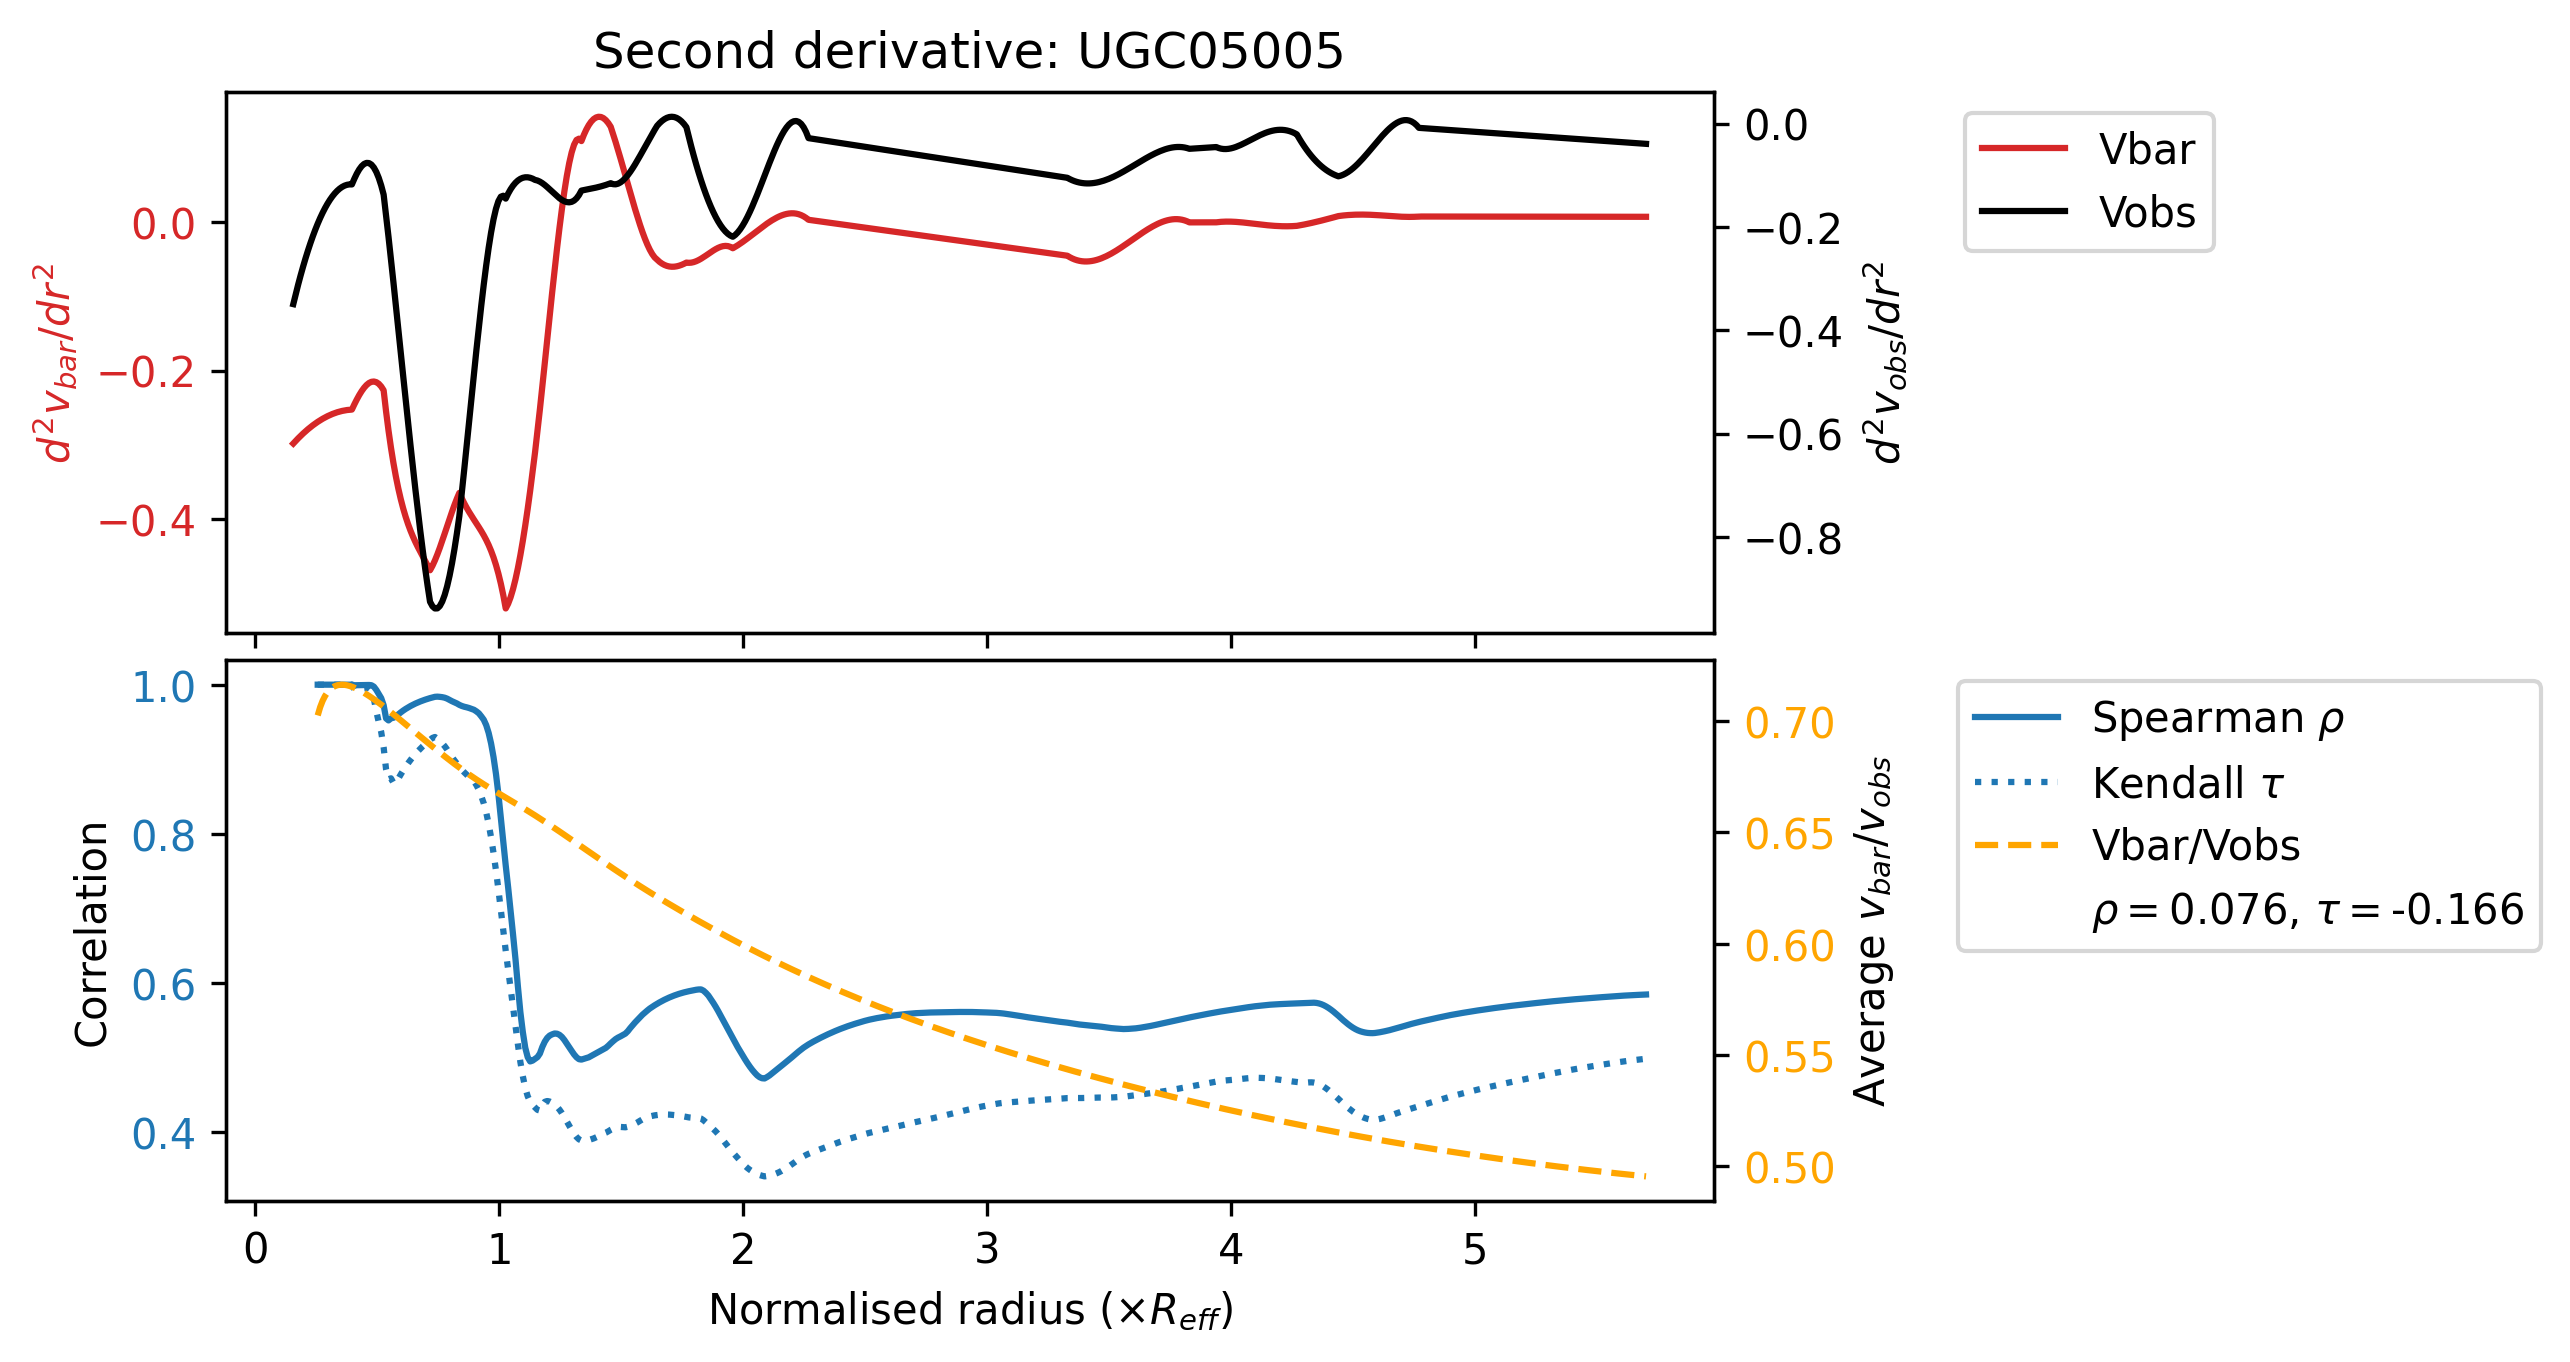 Second derivative: UGC05005
0.0
−0.2
−0.4
d²v_bar/dr²
0.0
−0.2
−0.4
−0.6
−0.8
d²v_obs/dr²
Vbar
Vobs
1.0
0.8
0.6
0.4
Correlation
0.70
0.65
0.60
0.55
0.50
Average v_bar/v_obs
Spearman ρ
Kendall τ
Vbar/Vobs
ρ = 0.076, τ = -0.166
0 1 2 3 4 5
Normalised radius (×R_eff)